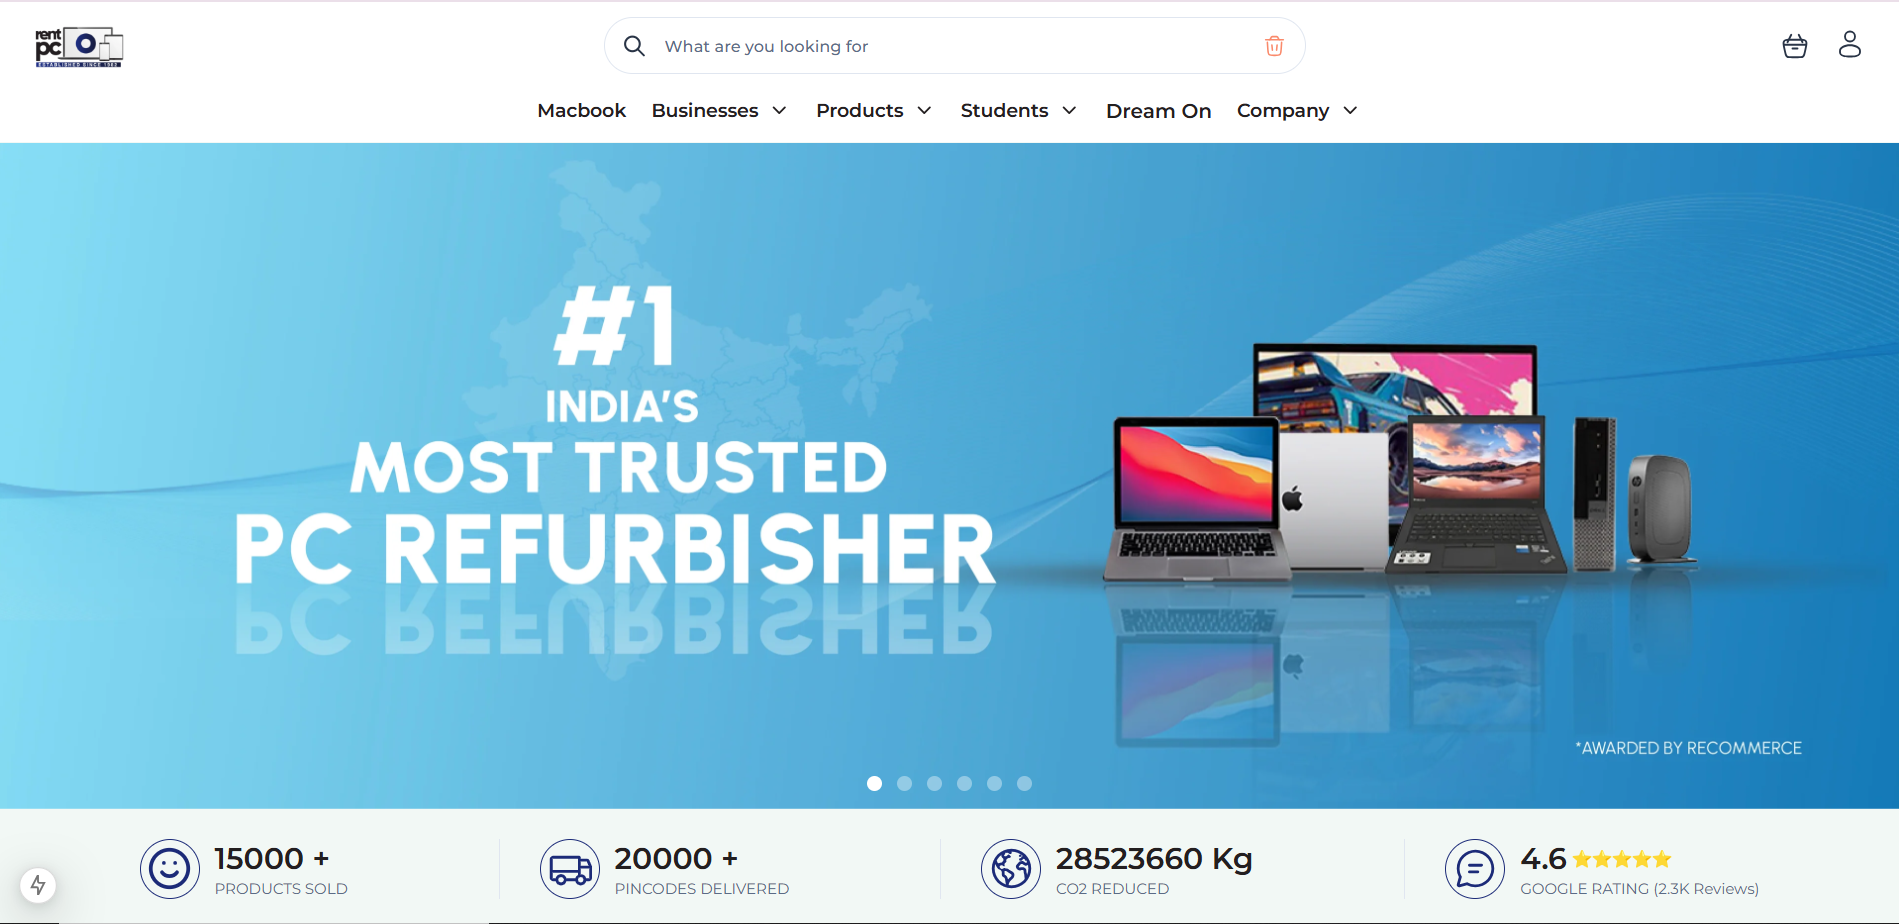 rent
pc
ESTABLISHED SINCE 1983
What are you looking for
Macbook Businesses Products Students Dream On Company
#1
INDIA'S
MOST TRUSTED
PC REFURBISHER
*AWARDED BY RECOMMERCE
15000 +
PRODUCTS SOLD
20000 +
PINCODES DELIVERED
28523660 Kg
CO2 REDUCED
4.6 ⭐⭐⭐⭐⭐
GOOGLE RATING (2.3K Reviews)